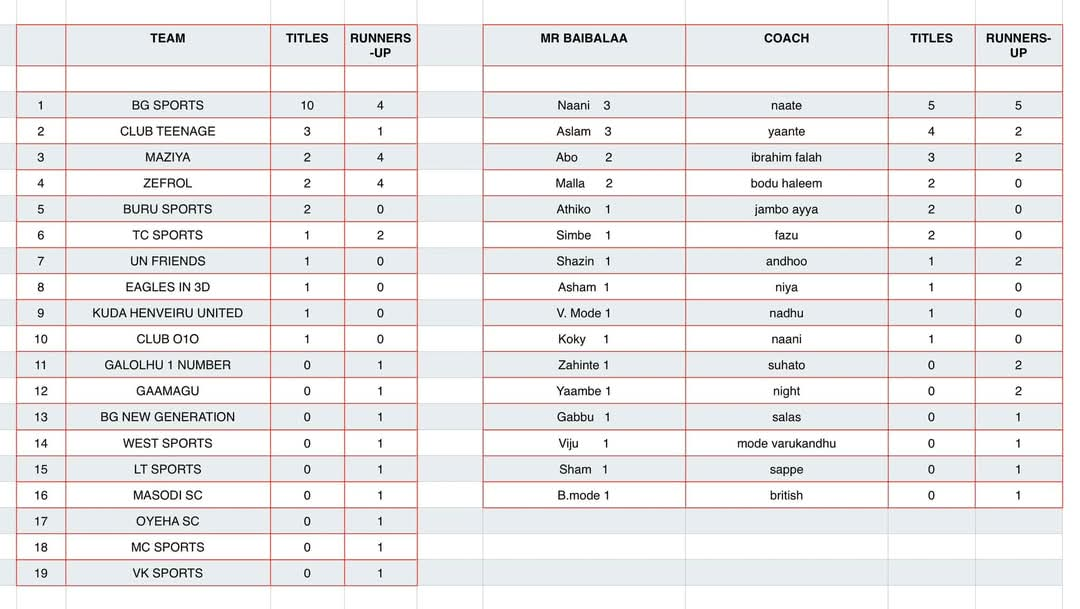 TEAM TITLES RUNNERS-UP MR BAIBALAA COACH TITLES RUNNERS-UP
1 BG SPORTS 10 4 Naani 3 naate 5 5
2 CLUB TEENAGE 3 1 Aslam 3 yaante 4 2
3 MAZIYA 2 4 Abo 2 ibrahim falah 3 2
4 ZEFROL 2 4 Malla 2 bodu haleem 2 0
5 BURU SPORTS 2 0 Athiko 1 jambo ayya 2 0
6 TC SPORTS 1 2 Simbe 1 fazu 2 0
7 UN FRIENDS 1 0 Shazin 1 andhoo 1 2
8 EAGLES IN 3D 1 0 Asham 1 niya 1 0
9 KUDA HENVEIRU UNITED 1 0 V. Mode 1 nadhu 1 0
10 CLUB O1O 1 0 Koky 1 naani 1 0
11 GALOLHU 1 NUMBER 0 1 Zahinte 1 suhato 0 2
12 GAAMAGU 0 1 Yaambe 1 night 0 2
13 BG NEW GENERATION 0 1 Gabbu 1 salas 0 1
14 WEST SPORTS 0 1 Viju 1 mode varukandhu 0 1
15 LT SPORTS 0 1 Sham 1 sappe 0 1
16 MASODI SC 0 1 B.mode 1 british 0 1
17 OYEHA SC 0 1
18 MC SPORTS 0 1
19 VK SPORTS 0 1